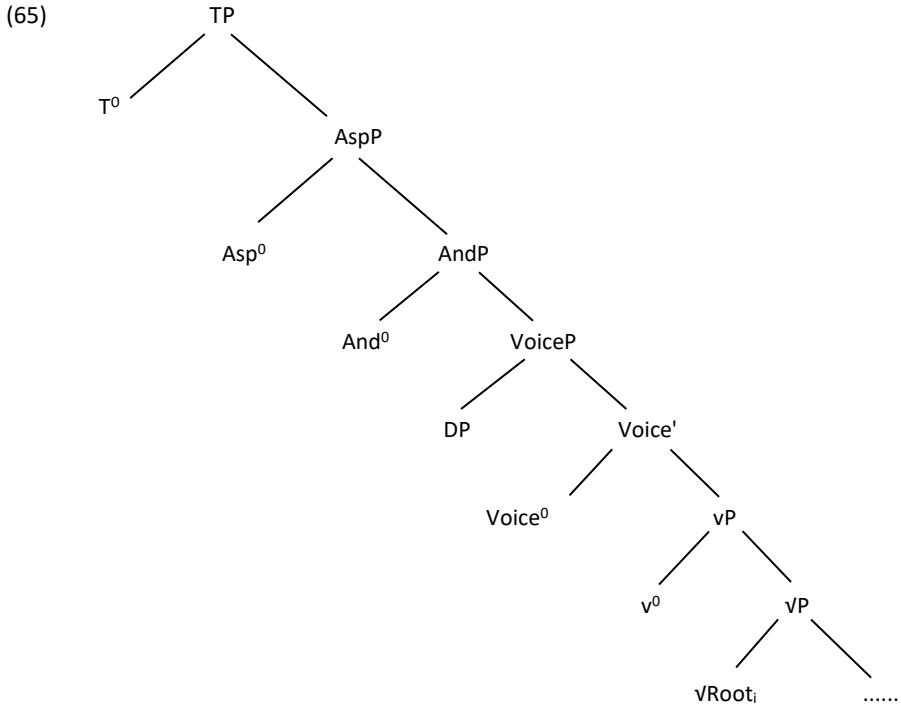 (65)
TP
T⁰
AspP
Asp⁰
AndP
And⁰
VoiceP
DP
Voice'
Voice⁰
vP
v⁰
√P
√Rootᵢ
......